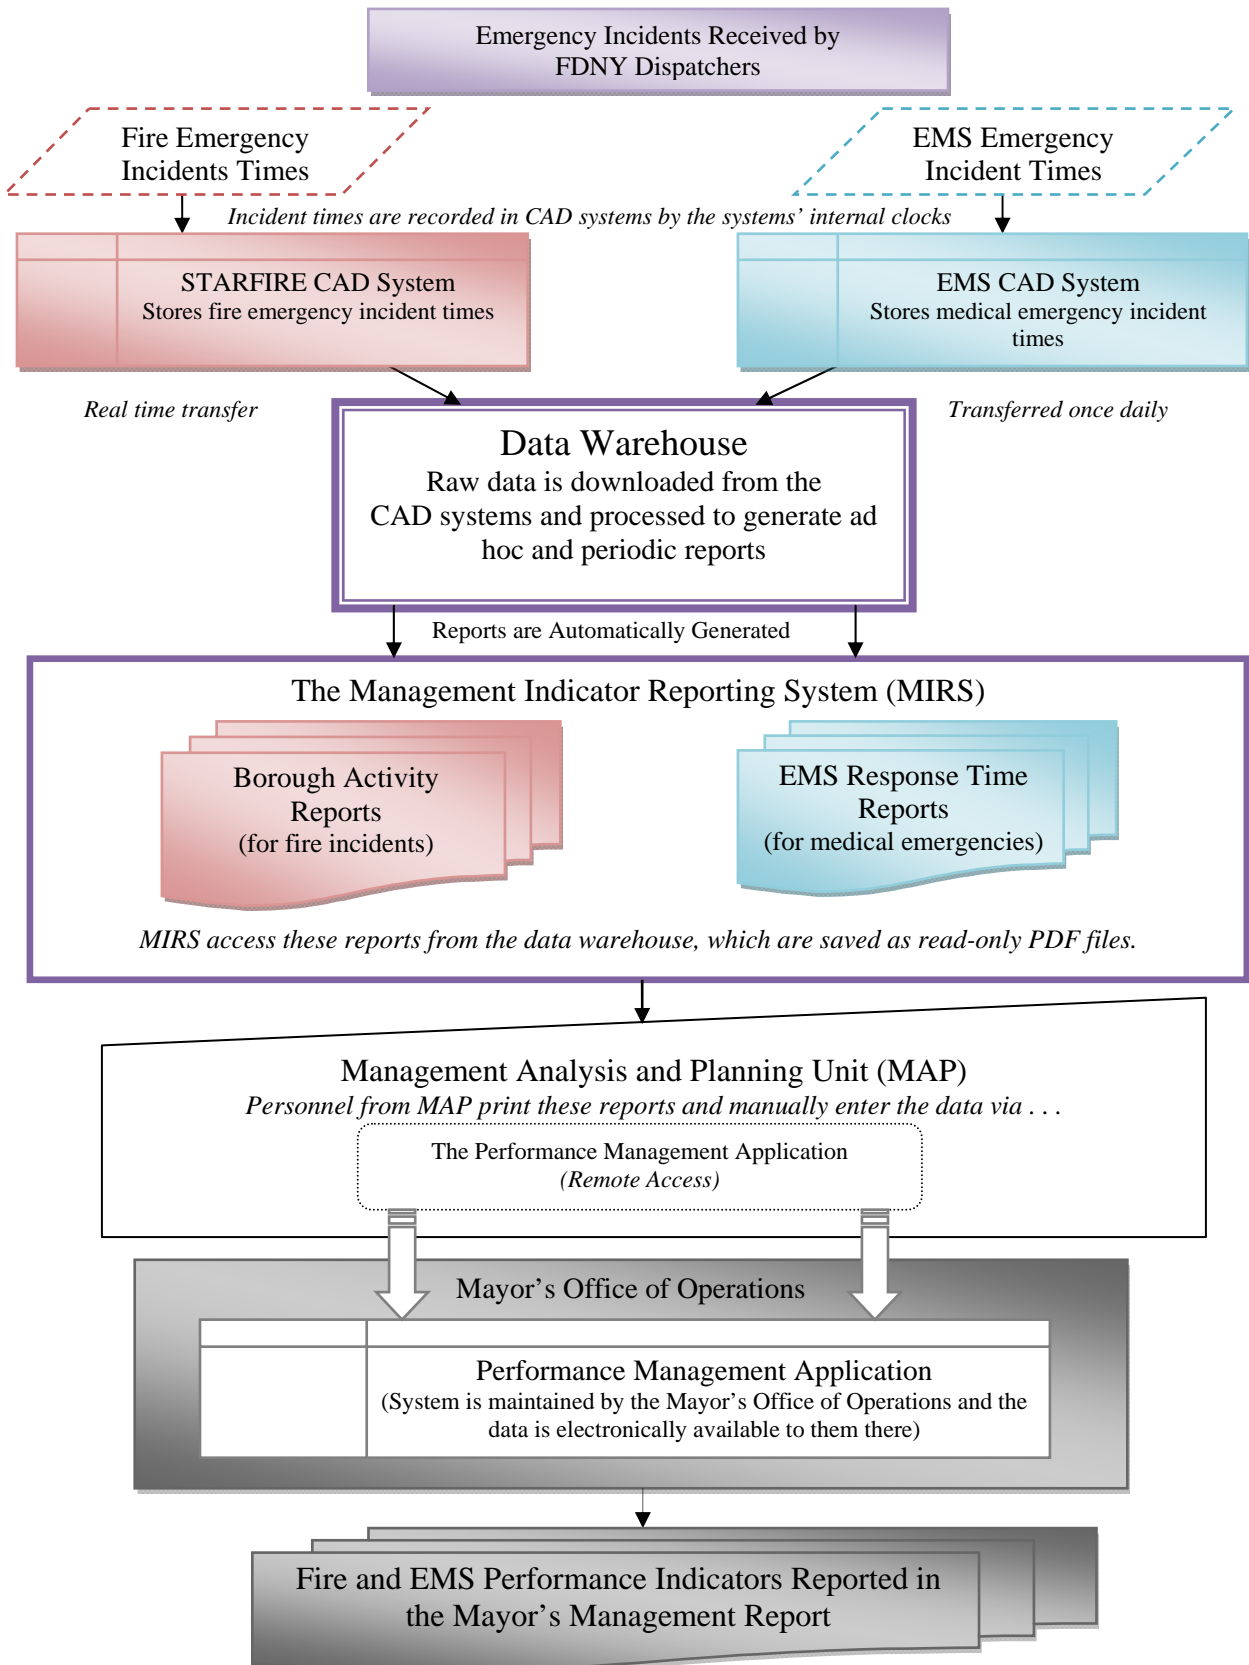 Emergency Incidents Received by
FDNY Dispatchers
Fire Emergency
Incidents Times
EMS Emergency
Incident Times
Incident times are recorded in CAD systems by the systems’ internal clocks
STARFIRE CAD System
Stores fire emergency incident times
EMS CAD System
Stores medical emergency incident
times
Real time transfer
Transferred once daily
Data Warehouse
Raw data is downloaded from the
CAD systems and processed to generate ad
hoc and periodic reports
Reports are Automatically Generated
The Management Indicator Reporting System (MIRS)
Borough Activity
Reports
(for fire incidents)
EMS Response Time
Reports
(for medical emergencies)
MIRS access these reports from the data warehouse, which are saved as read-only PDF files.
Management Analysis and Planning Unit (MAP)
Personnel from MAP print these reports and manually enter the data via . . .
The Performance Management Application
(Remote Access)
Mayor’s Office of Operations
Performance Management Application
(System is maintained by the Mayor’s Office of Operations and the
data is electronically available to them there)
Fire and EMS Performance Indicators Reported in
the Mayor’s Management Report